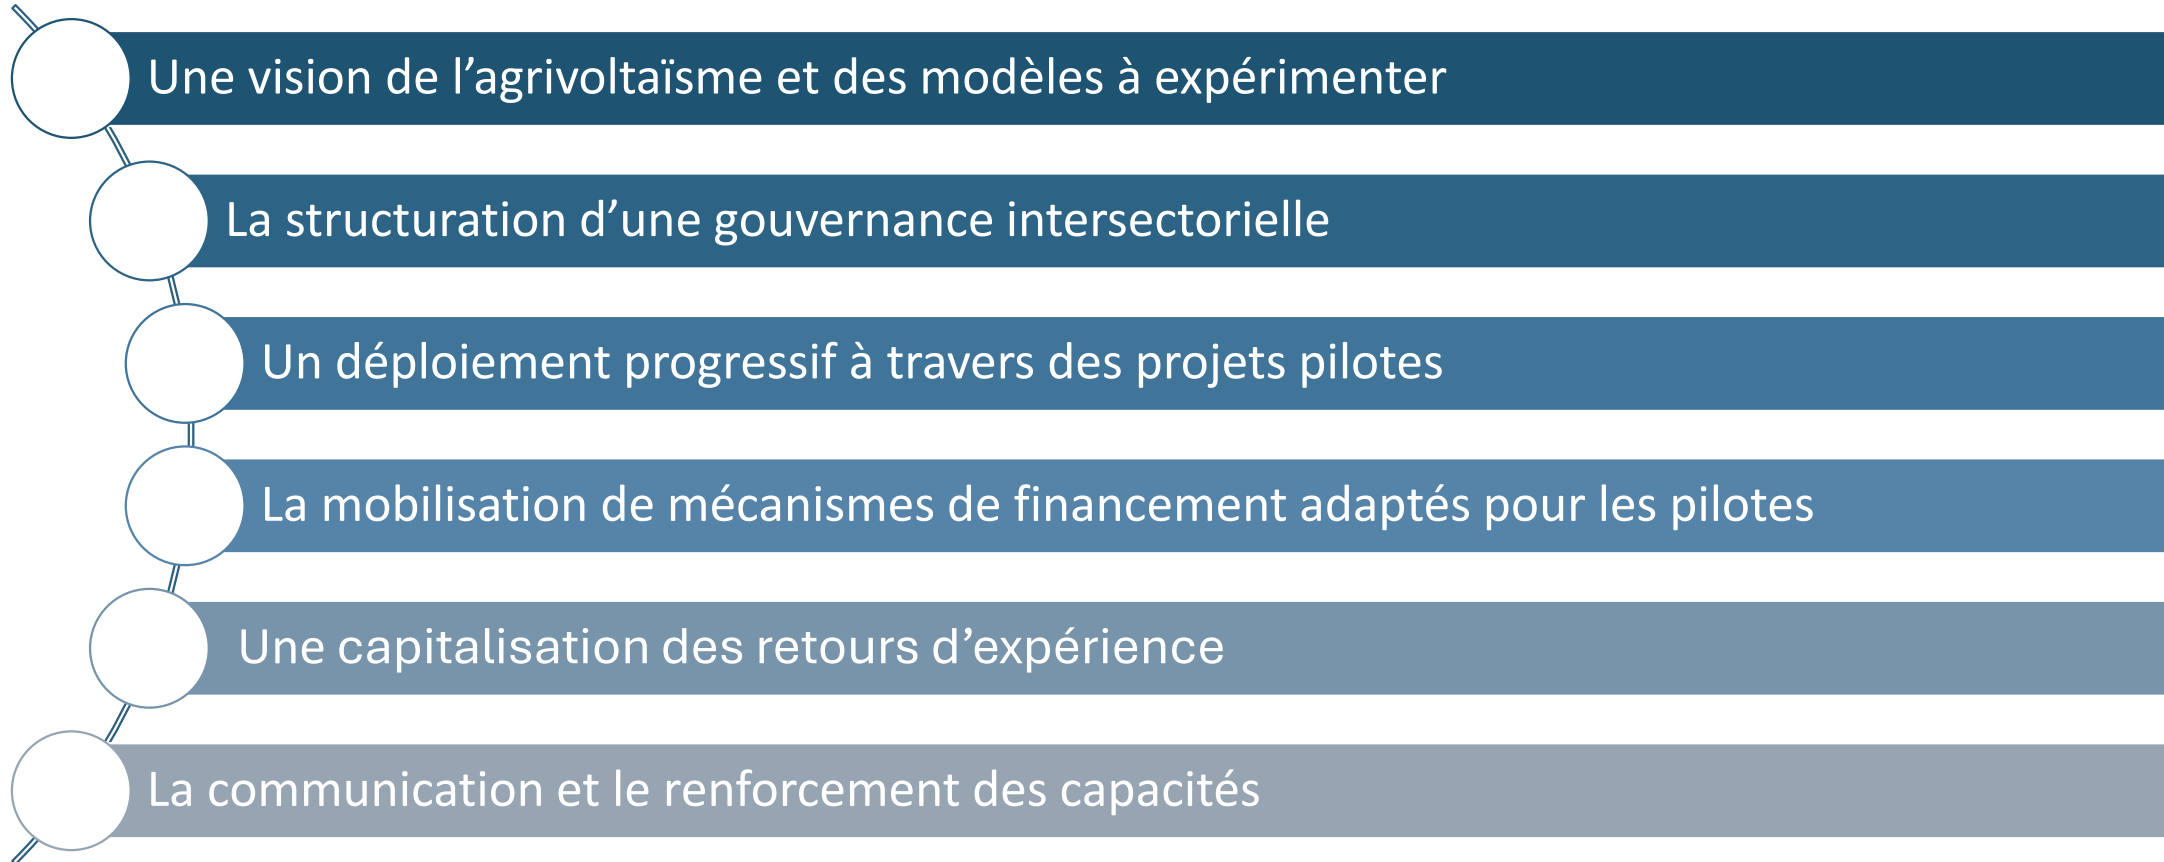 Une vision de l’agrivoltaïsme et des modèles à expérimenter
La structuration d’une gouvernance intersectorielle
Un déploiement progressif à travers des projets pilotes
La mobilisation de mécanismes de financement adaptés pour les pilotes
Une capitalisation des retours d’expérience
La communication et le renforcement des capacités